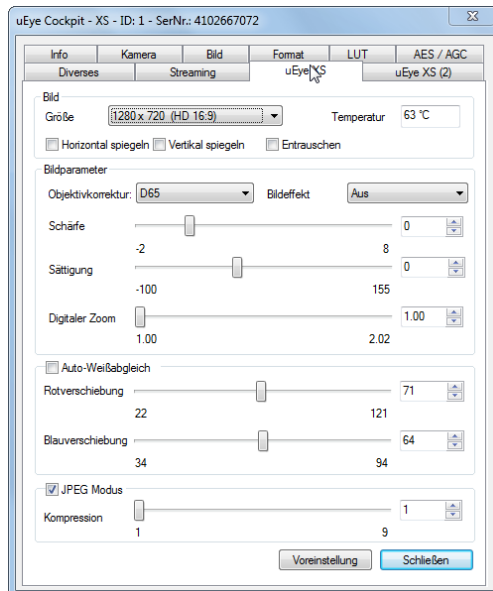 uEye Cockpit - XS - ID: 1 - SerNr.: 4102667072
Info Kamera Bild Format LUT AES / AGC
Diverses Streaming uEye XS uEye XS (2)
Bild
Größe 1280 x 720 (HD 16:9) Temperatur 63 °C
Horizontal spiegeln Vertikal spiegeln Entrauschen
Bildparameter
Objektivkorrektur: D65 Bildeffekt Aus
Schärfe 0
-2 8
Sättigung 0
-100 155
Digitaler Zoom 1.00
1.00 2.02
Auto-Weißabgleich
Rotverschiebung 71
22 121
Blauverschiebung 64
34 94
JPEG Modus
Kompression 1
1 9
Voreinstellung Schließen